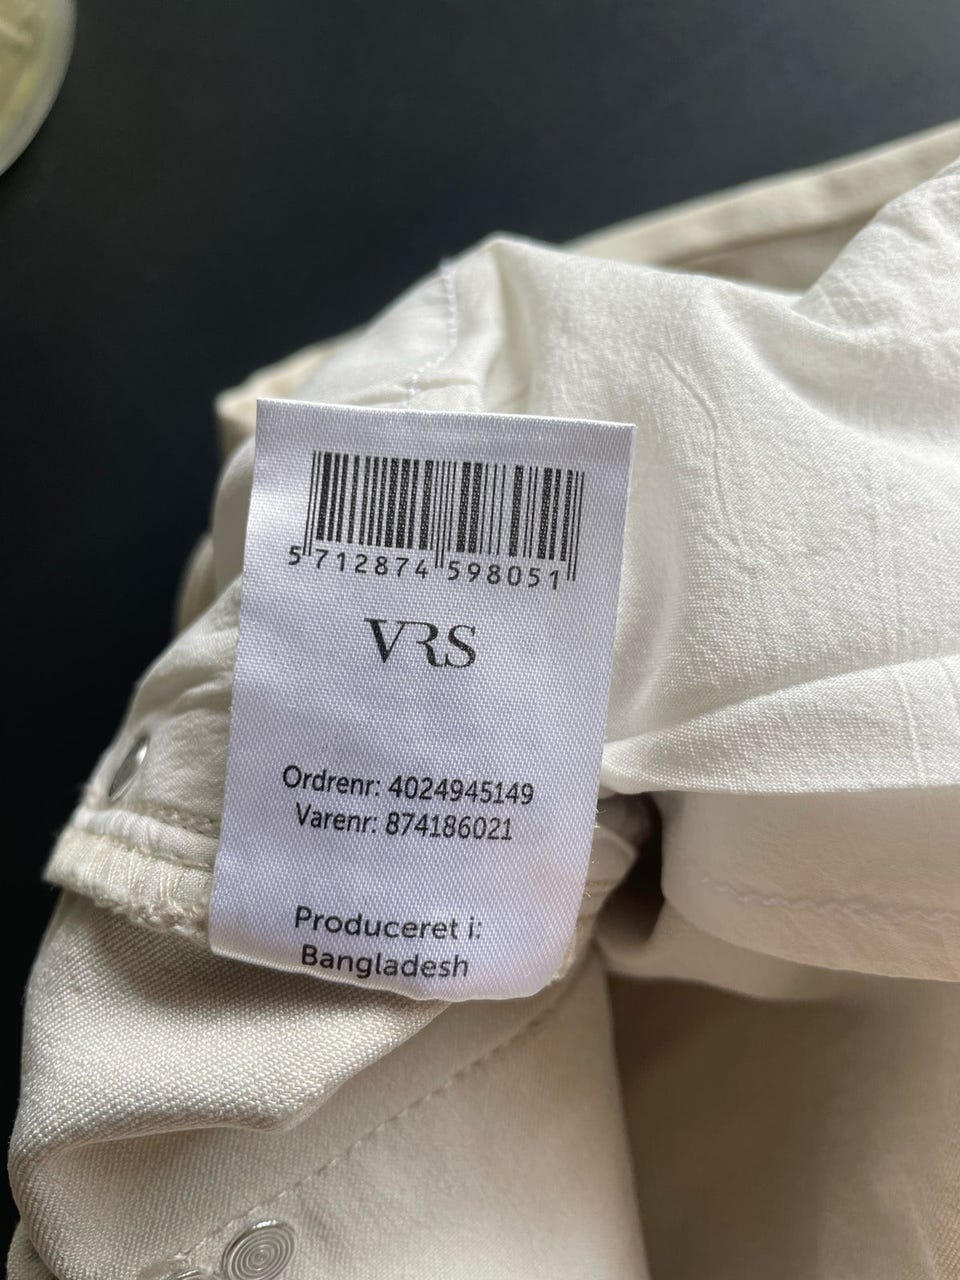 5 712874 598051
VRS
Ordrenr: 4024945149
Varenr: 874186021
Produceret i:
Bangladesh